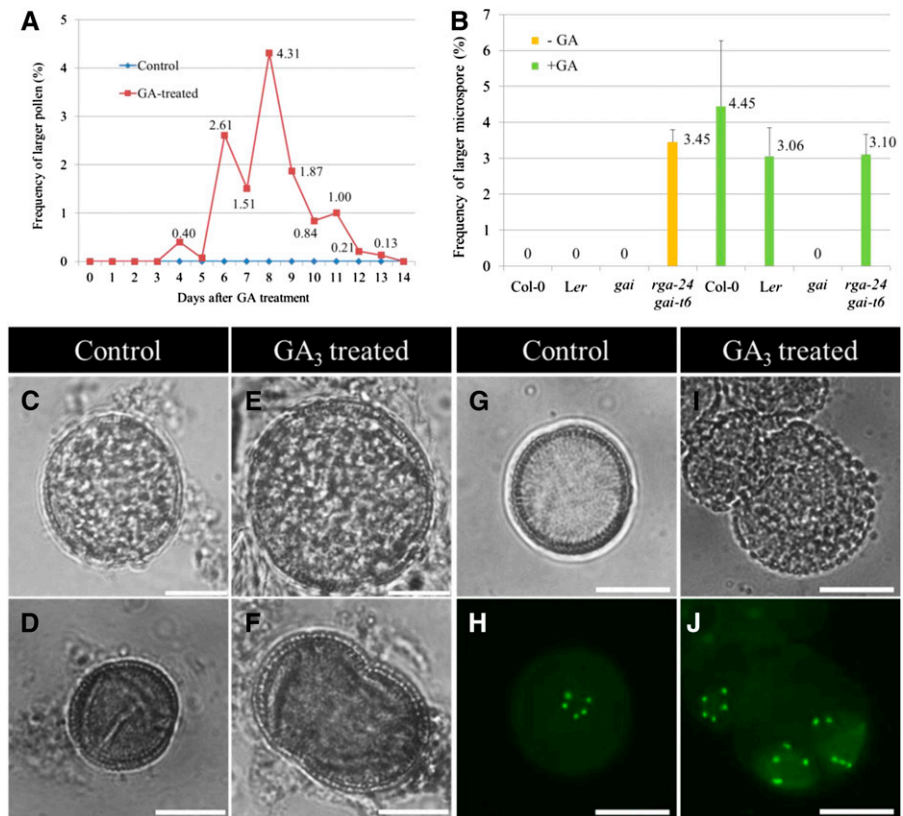 A
Frequency of larger pollen (%)
5
4
3
2
1
0
Control
GA-treated
0.40
2.61
1.51
4.31
1.87
0.84
1.00
0.21
0.13
0 1 2 3 4 5 6 7 8 9 10 11 12 13 14
Days after GA treatment
B
Frequency of larger microspore (%)
7
6
5
4
3
2
1
0
- GA
+GA
0 0 0 3.45 4.45 3.06 0 3.10
Col-0 Ler gai rga-24 Col-0 Ler gai rga-24
gai-t6 gai-t6
Control
GA3 treated
Control
GA3 treated
C
E
G
I
D
F
H
J